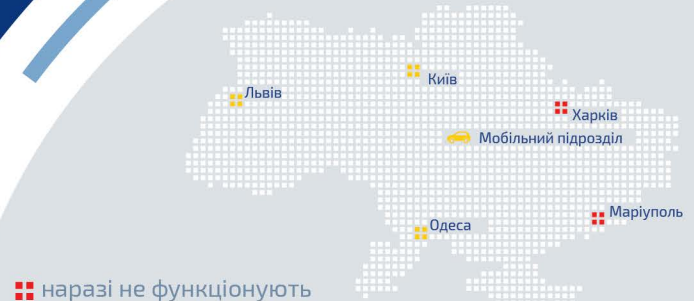 Київ
Львів
Харків
Мобільний підрозділ
Маріуполь
Одеса
наразі не функціонують